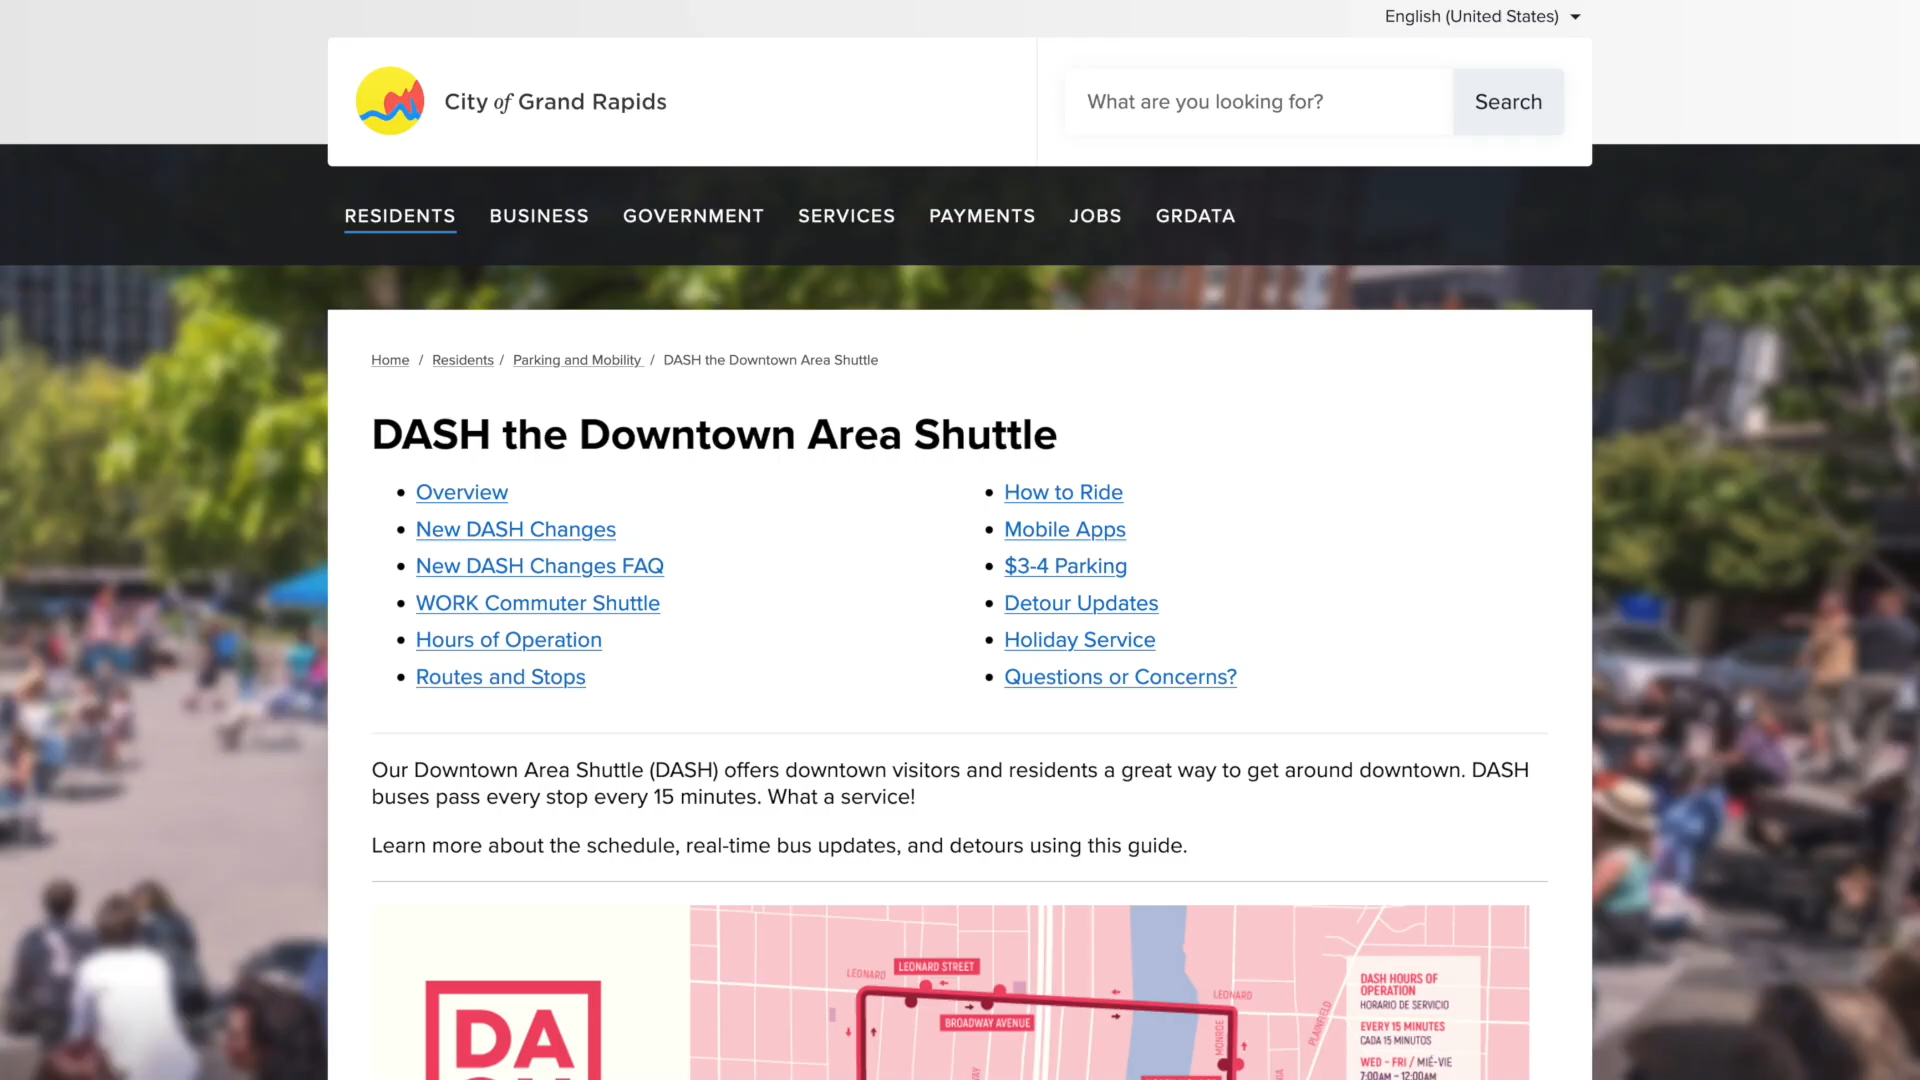 English (United States)
City of Grand Rapids
What are you looking for?
Search
RESIDENTS BUSINESS GOVERNMENT SERVICES PAYMENTS JOBS GRDATA
Home / Residents / Parking and Mobility / DASH the Downtown Area Shuttle
DASH the Downtown Area Shuttle
Overview
New DASH Changes
New DASH Changes FAQ
WORK Commuter Shuttle
Hours of Operation
Routes and Stops
How to Ride
Mobile Apps
$3-4 Parking
Detour Updates
Holiday Service
Questions or Concerns?
Our Downtown Area Shuttle (DASH) offers downtown visitors and residents a great way to get around downtown. DASH
buses pass every stop every 15 minutes. What a service!
Learn more about the schedule, real-time bus updates, and detours using this guide.
DA
LEONARD
LEONARD STREET
BROADWAY AVENUE
LEONARD
MONROE
PLAINFIELD
DASH HOURS OF
OPERATION
HORARIO DE SERVICIO
EVERY 15 MINUTES
CADA 15 MINUTOS
WED - FRI / MIÉ-VIE
7:00AM - 12:00AM